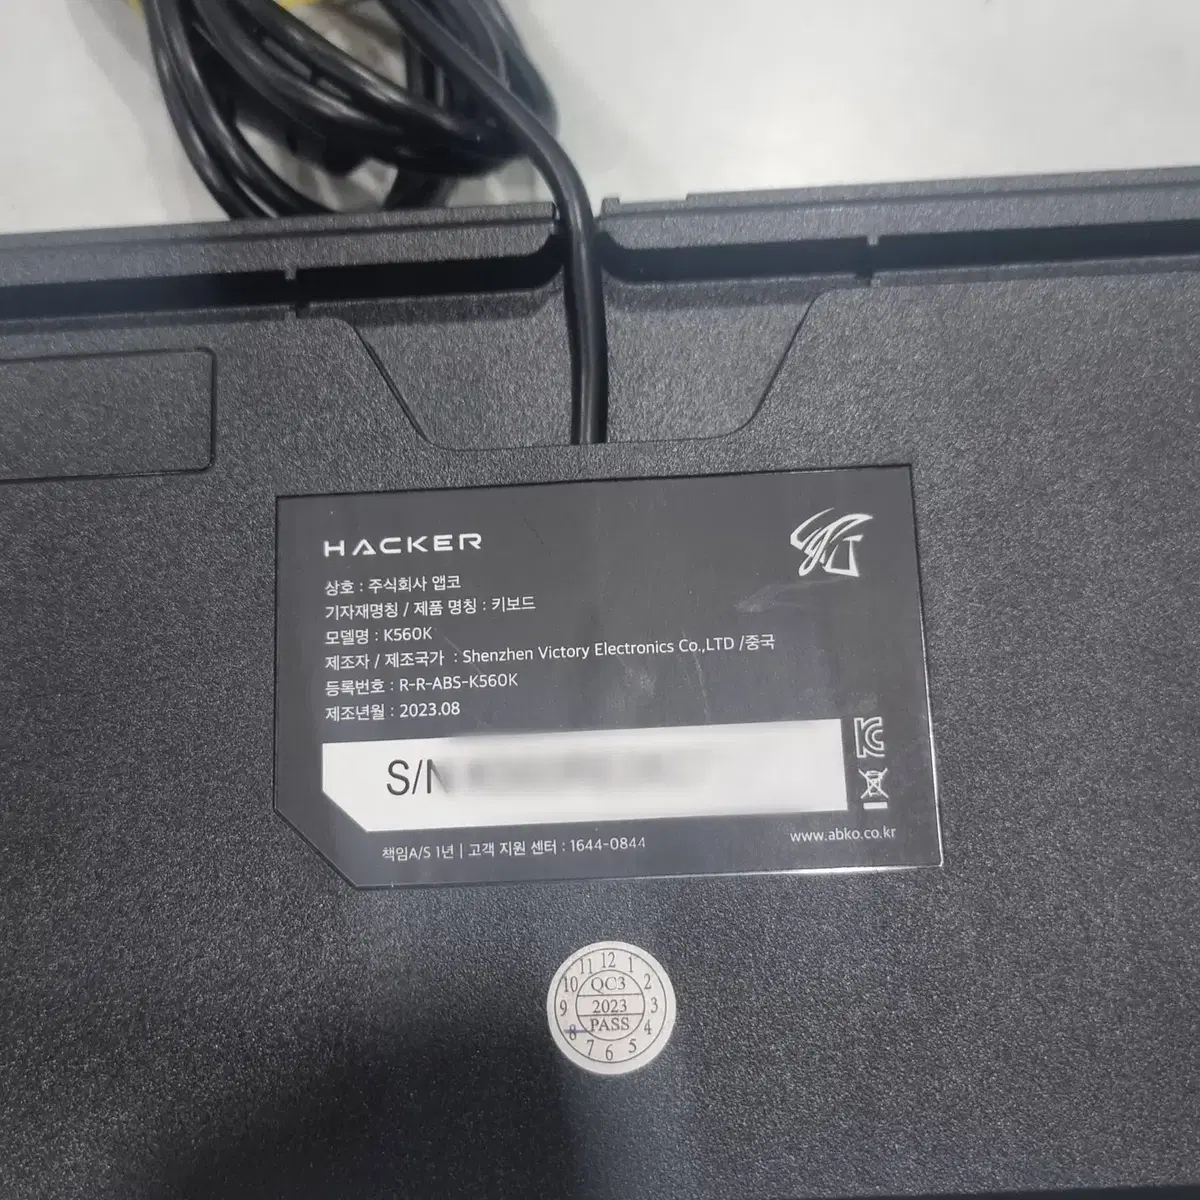 HACKER
상호 : 주식회사 앱코
기자재명칭 / 제품 명칭 : 키보드
모델명 : K560K
제조자 / 제조국가 : Shenzhen Victory Electronics Co.,LTD /중국
등록번호 : R-R-ABS-K560K
제조년월 : 2023.08
S/N
책임A/S 1년 | 고객 지원 센터 : 1644-0844
www.abko.co.kr
11 12 1
10 QC3 2
9 2023 3
8 PASS 4
7 6 5